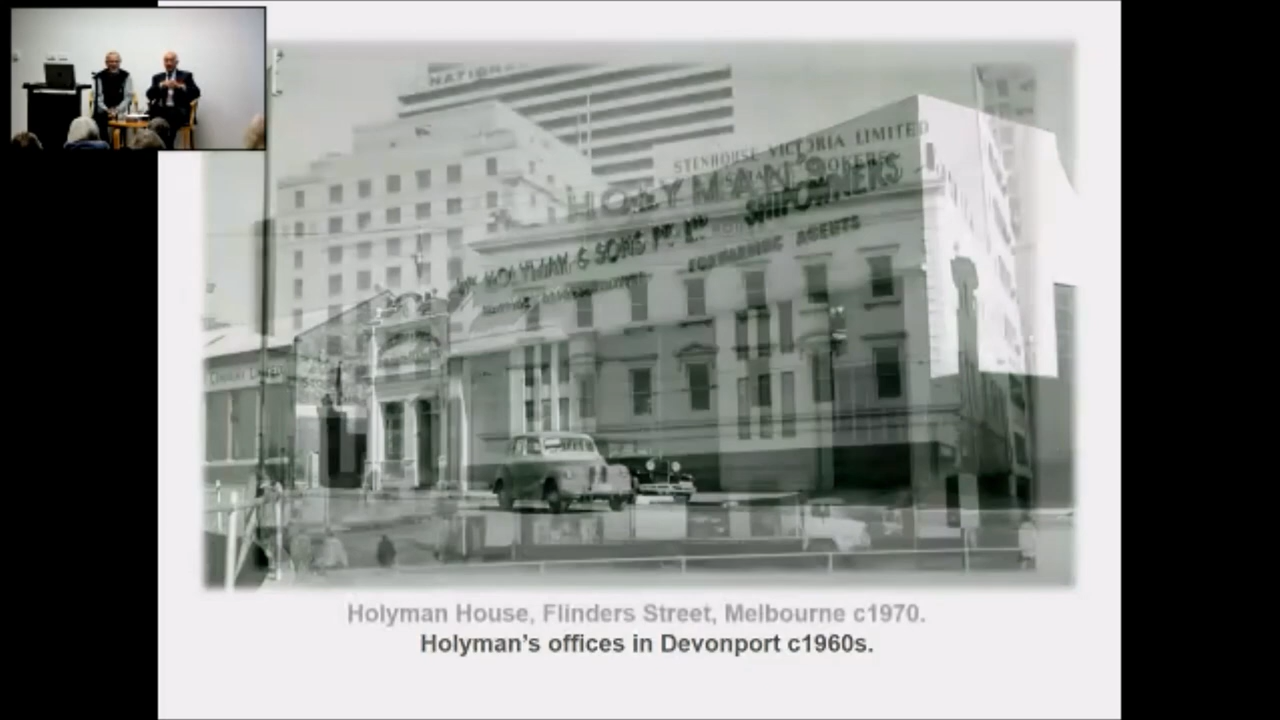 NATIONAL
STENHOUSE VICTORIA LIMITED
HOLYMAN'S
WM HOLYMAN & SONS PTY LTD SHIPOWNERS
FORWARDING AGENTS
Holyman House, Flinders Street, Melbourne c1970.
Holyman's offices in Devonport c1960s.